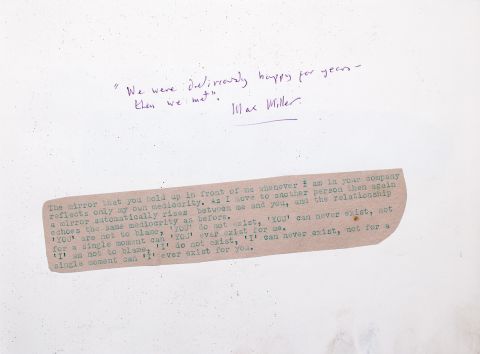 "We were deliriously happy for years —
then we met".
Max Miller
The mirror that you hold up in front of me whenever I am in your company
reflects only my own mediocrity. As I move to another person then again
a mirror automatically rises between me and you, and the relationship
echoes the same mediocrity as before.
'YOU' are not to blame, 'YOU' do not exist, 'YOU' can never exist, not
for a single moment can 'YOU' ever exist for me.
'I' am not to blame, 'I' do not exist, 'I' can never exist, not for a
single moment can 'I' ever exist for you.